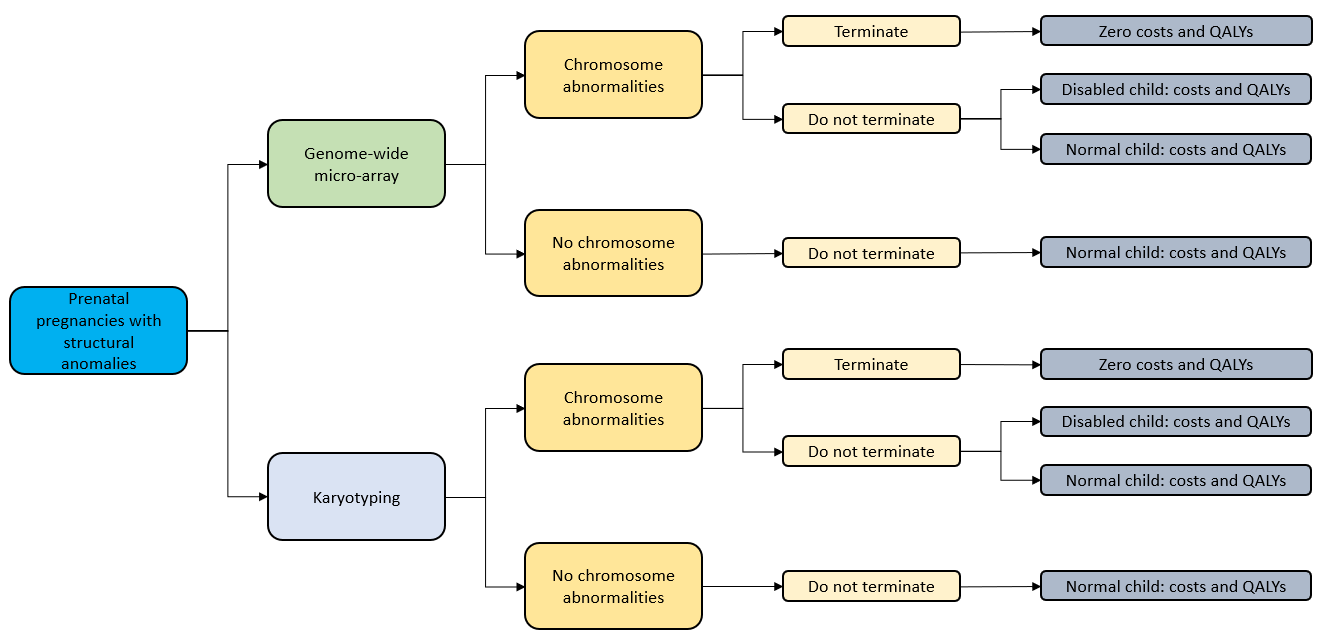 Prenatal
pregnancies with
structural
anomalies
Genome-wide
micro-array
Chromosome
abnormalities
Terminate
Zero costs and QALYs
Do not terminate
Disabled child: costs and QALYs
Normal child: costs and QALYs
No chromosome
abnormalities
Do not terminate
Normal child: costs and QALYs
Karyotyping
Chromosome
abnormalities
Terminate
Zero costs and QALYs
Do not terminate
Disabled child: costs and QALYs
Normal child: costs and QALYs
No chromosome
abnormalities
Do not terminate
Normal child: costs and QALYs